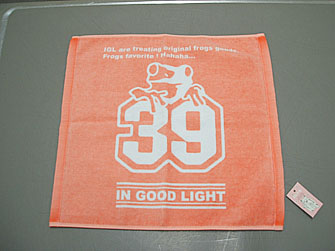 IGL are treating original frogs goods.
Frogs favorite ! Hahaha...
39
IN GOOD LIGHT